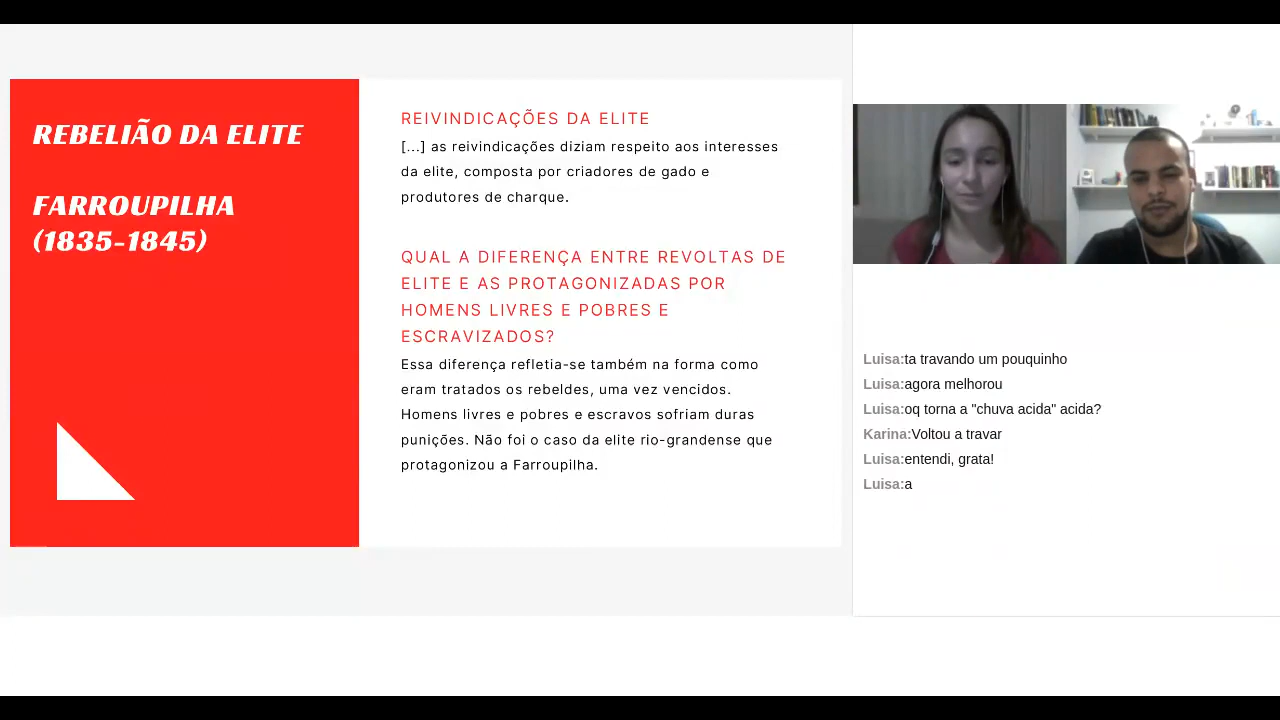 REBELIÃO DA ELITE
FARROUPILHA
(1835-1845)
REIVINDICAÇÕES DA ELITE
[...] as reivindicações diziam respeito aos interesses
da elite, composta por criadores de gado e
produtores de charque.
QUAL A DIFERENÇA ENTRE REVOLTAS DE
ELITE E AS PROTAGONIZADAS POR
HOMENS LIVRES E POBRES E
ESCRAVIZADOS?
Essa diferença refletia-se também na forma como
eram tratados os rebeldes, uma vez vencidos.
Homens livres e pobres e escravos sofriam duras
punições. Não foi o caso da elite rio-grandense que
protagonizou a Farroupilha.
Luisa:ta travando um pouquinho
Luisa:agora melhorou
Luisa:oq torna a "chuva acida" acida?
Karina:Voltou a travar
Luisa:entendi, grata!
Luisa:a